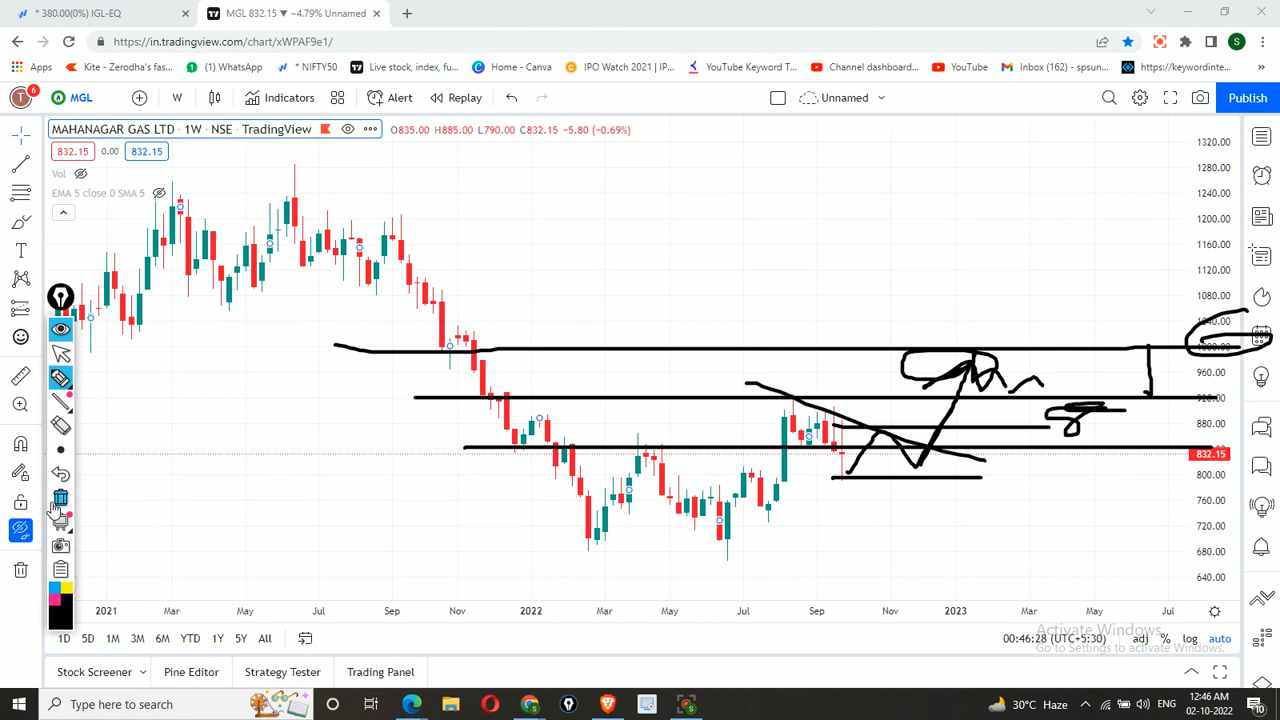 * 380.00(0%) IGL-EQ
MGL 832.15 ▼ −4.79% Unnamed
https://in.tradingview.com/chart/xWPAF9e1/
S
Apps
Kite - Zerodha's fas...
(1) WhatsApp
* *NIFTY50
Live stock, index, fu...
Home - Canva
IPO Watch 2021 | IP...
YouTube Keyword T...
Channel dashboard...
YouTube
Inbox (162) - spsun...
https://keywordinte...
T
6
MGL
W
Indicators
Alert
Replay
Unnamed
Publish
MAHANAGAR GAS LTD · 1W · NSE · TradingView
O835.00 H885.00 L790.00 C832.15 −5.80 (−0.69%)
832.15 0.00 832.15
Vol
EMA 5 close 0 SMA 5
1320.00
1280.00
1240.00
1200.00
1160.00
1120.00
1080.00
1040.00
1000.00
960.00
920.00
832.15
800.00
760.00
720.00
680.00
640.00
2021 Mar May Jul Sep Nov 2022 Mar May Jul Sep Nov 2023 Mar May Jul
Activate Windows
Go to Settings to activate Windows.
1D 5D 1M 3M 6M YTD 1Y 5Y All
00:46:28 (UTC+5:30)
adj % log auto
Stock Screener
Pine Editor
Strategy Tester
Trading Panel
Type here to search
30°C Haze
ENG
12:46 AM
02-10-2022
10